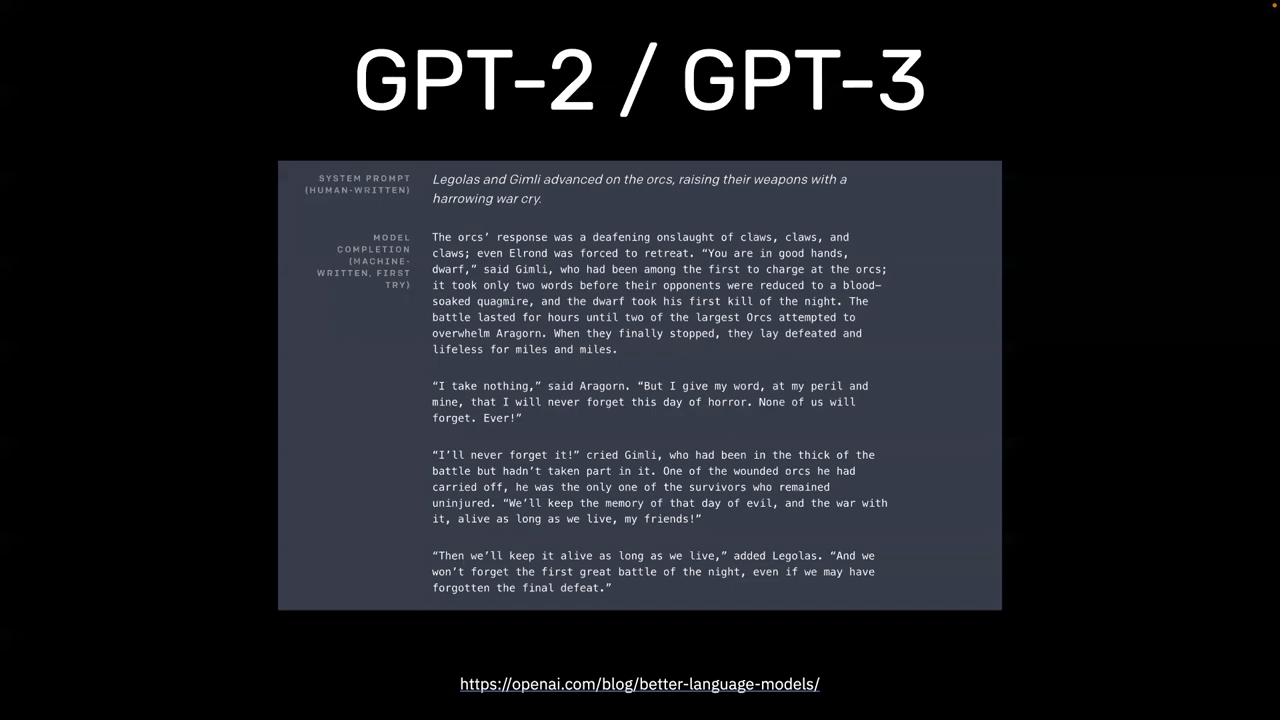 GPT-2 / GPT-3
SYSTEM PROMPT
(HUMAN-WRITTEN)
Legolas and Gimli advanced on the orcs, raising their weapons with a
harrowing war cry.
MODEL
COMPLETION
(MACHINE-
WRITTEN, FIRST
TRY)
The orcs’ response was a deafening onslaught of claws, claws, and
claws; even Elrond was forced to retreat. “You are in good hands,
dwarf,” said Gimli, who had been among the first to charge at the orcs;
it took only two words before their opponents were reduced to a blood-
soaked quagmire, and the dwarf took his first kill of the night. The
battle lasted for hours until two of the largest Orcs attempted to
overwhelm Aragorn. When they finally stopped, they lay defeated and
lifeless for miles and miles.
“I take nothing,” said Aragorn. “But I give my word, at my peril and
mine, that I will never forget this day of horror. None of us will
forget. Ever!”
“I’ll never forget it!” cried Gimli, who had been in the thick of the
battle but hadn’t taken part in it. One of the wounded orcs he had
carried off, he was the only one of the survivors who remained
uninjured. “We’ll keep the memory of that day of evil, and the war with
it, alive as long as we live, my friends!”
“Then we’ll keep it alive as long as we live,” added Legolas. “And we
won’t forget the first great battle of the night, even if we may have
forgotten the final defeat.”
https://openai.com/blog/better-language-models/